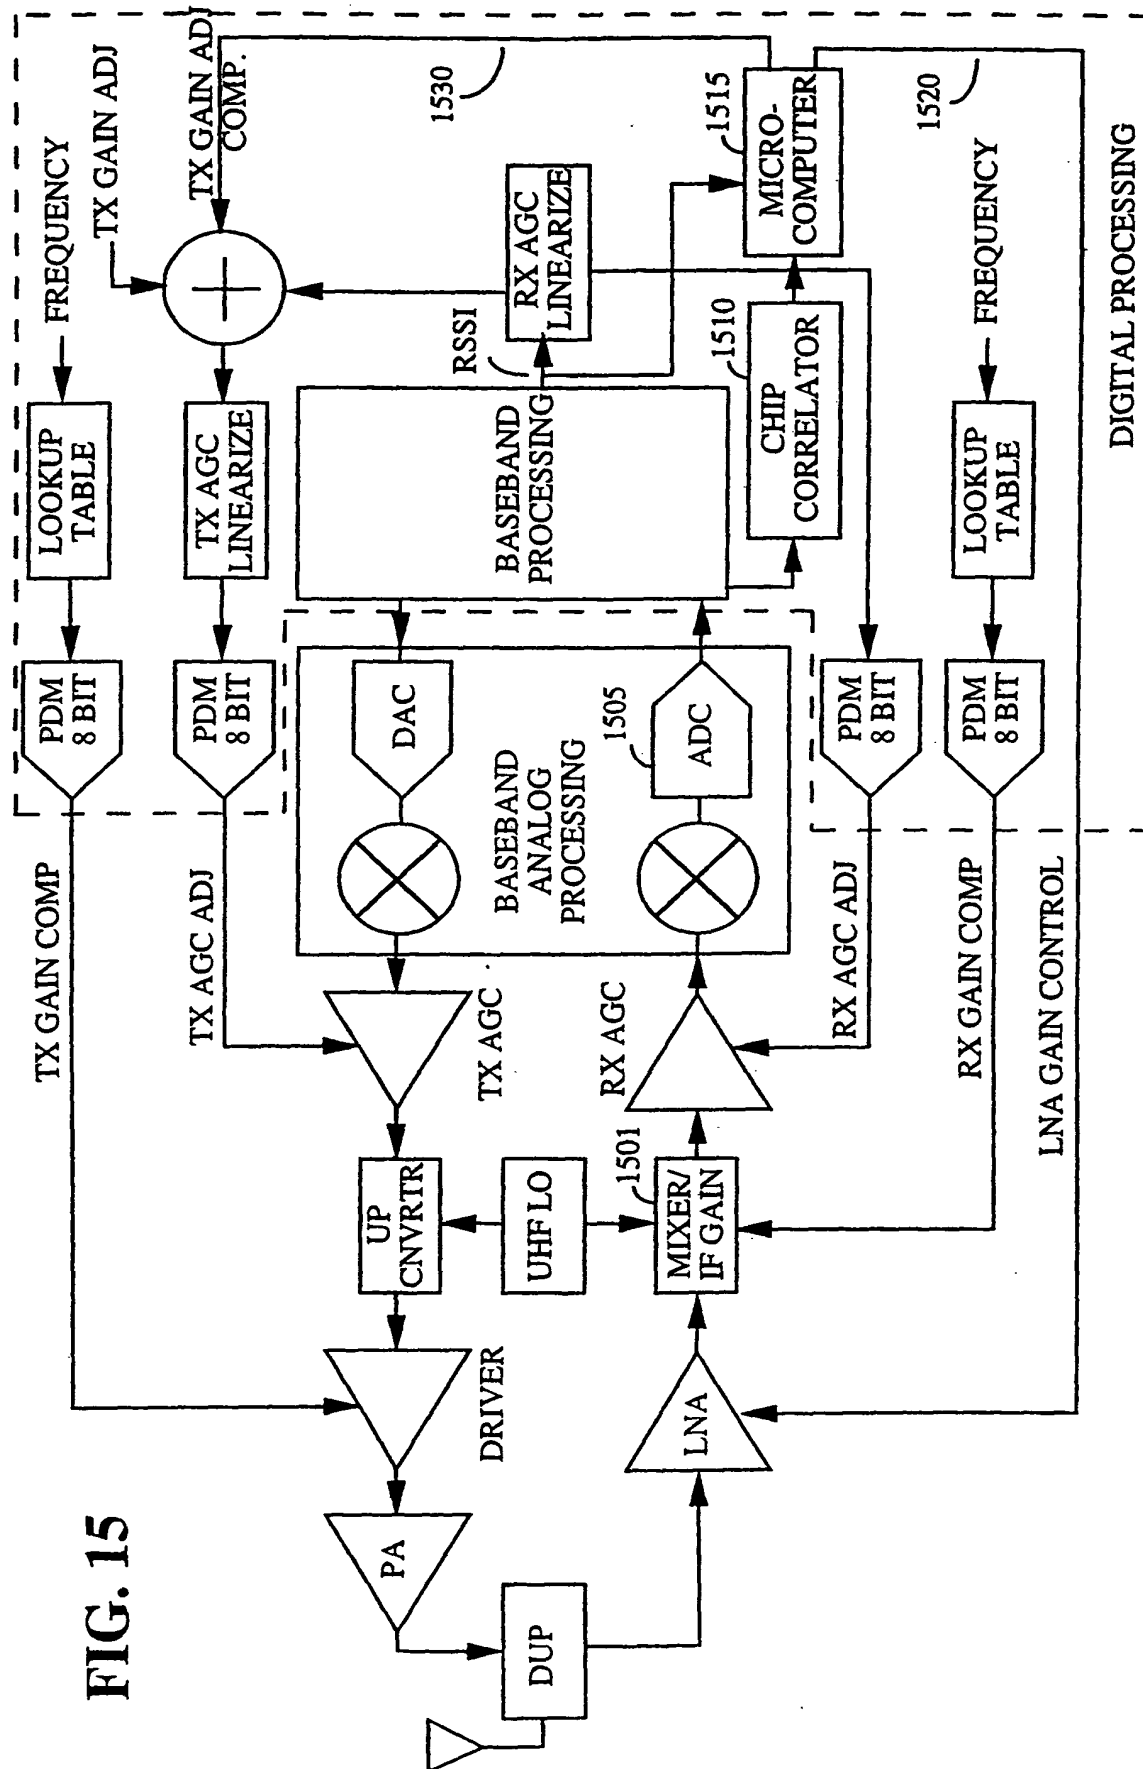 FIG. 15
TX GAIN COMP
PDM
8 BIT
LOOKUP
TABLE
FREQUENCY
TX GAIN ADJ
TX AGC ADJ
PDM
8 BIT
TX AGC
LINEARIZE
TX GAIN ADJ
COMP.
PA
DRIVER
UP
CNVRTR
TX AGC
DAC
BASEBAND
ANALOG
PROCESSING
BASEBAND
PROCESSING
RSSI
RX AGC
LINEARIZE
1530
DUP
UHF LO
LNA
MIXER/
IF GAIN
1501
RX AGC
ADC
1505
CHIP
CORRELATOR
1510
MICRO-
COMPUTER
1515
RX AGC ADJ
PDM
8 BIT
RX GAIN COMP
PDM
8 BIT
LOOKUP
TABLE
FREQUENCY
1520
LNA GAIN CONTROL
DIGITAL PROCESSING